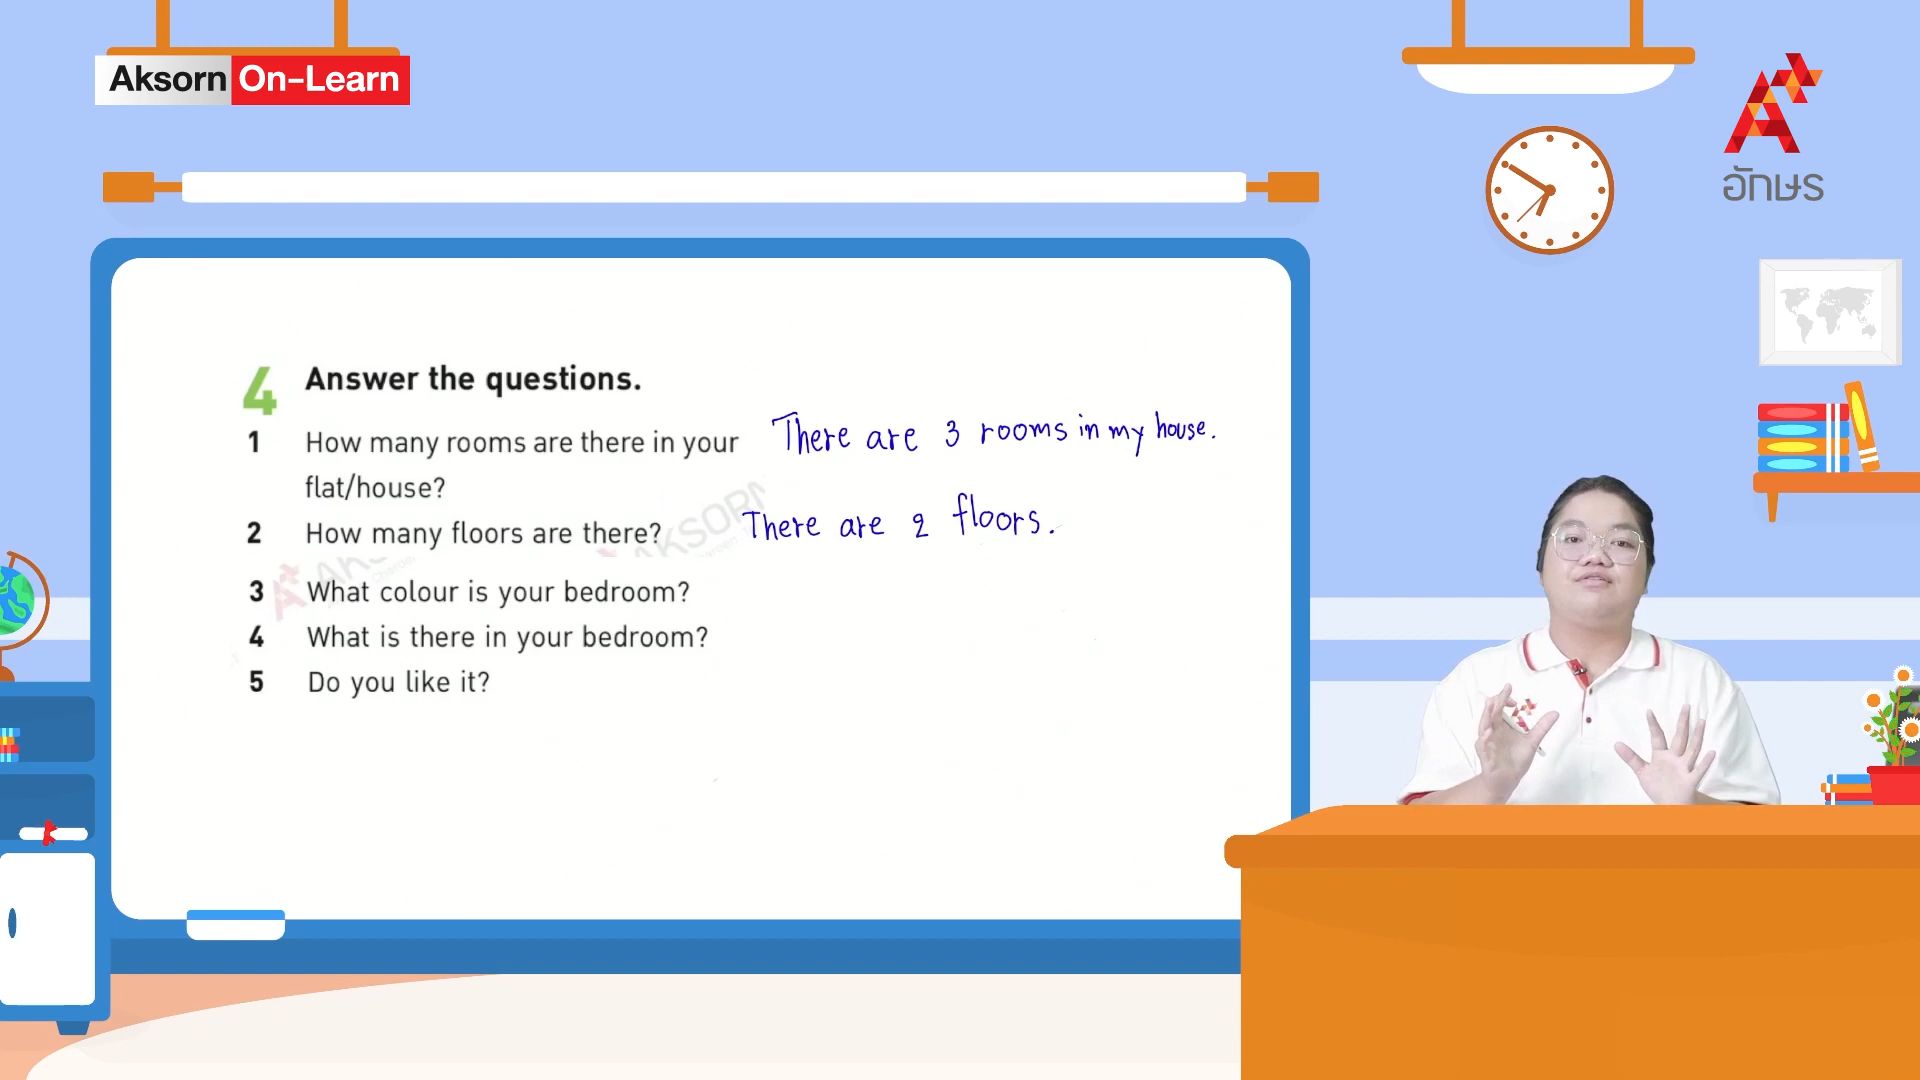 Aksorn On-Learn
อักษร
4 Answer the questions.
1 How many rooms are there in your
flat/house?
There are 3 rooms in my house.
2 How many floors are there?
There are 2 floors.
AKSORN
3 What colour is your bedroom?
4 What is there in your bedroom?
5 Do you like it?